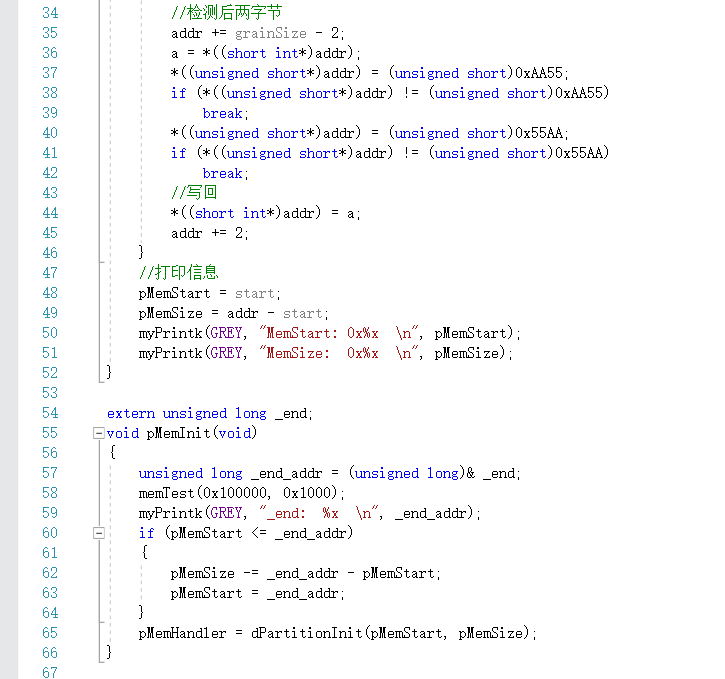 34 //检测后两字节
35 addr += grainSize - 2;
36 a = *((short int*)addr);
37 *((unsigned short*)addr) = (unsigned short)0xAA55;
38 if (*((unsigned short*)addr) != (unsigned short)0xAA55)
39 break;
40 *((unsigned short*)addr) = (unsigned short)0x55AA;
41 if (*((unsigned short*)addr) != (unsigned short)0x55AA)
42 break;
43 //写回
44 *((short int*)addr) = a;
45 addr += 2;
46 }
47 //打印信息
48 pMemStart = start;
49 pMemSize = addr - start;
50 myPrintk(GREY, "MemStart: 0x%x  \n", pMemStart);
51 myPrintk(GREY, "MemSize:  0x%x  \n", pMemSize);
52 }
53
54 extern unsigned long _end;
55 void pMemInit(void)
56 {
57 unsigned long _end_addr = (unsigned long)& _end;
58 memTest(0x100000, 0x1000);
59 myPrintk(GREY, "_end:  %x  \n", _end_addr);
60 if (pMemStart <= _end_addr)
61 {
62 pMemSize -= _end_addr - pMemStart;
63 pMemStart = _end_addr;
64 }
65 pMemHandler = dPartitionInit(pMemStart, pMemSize);
66 }
67